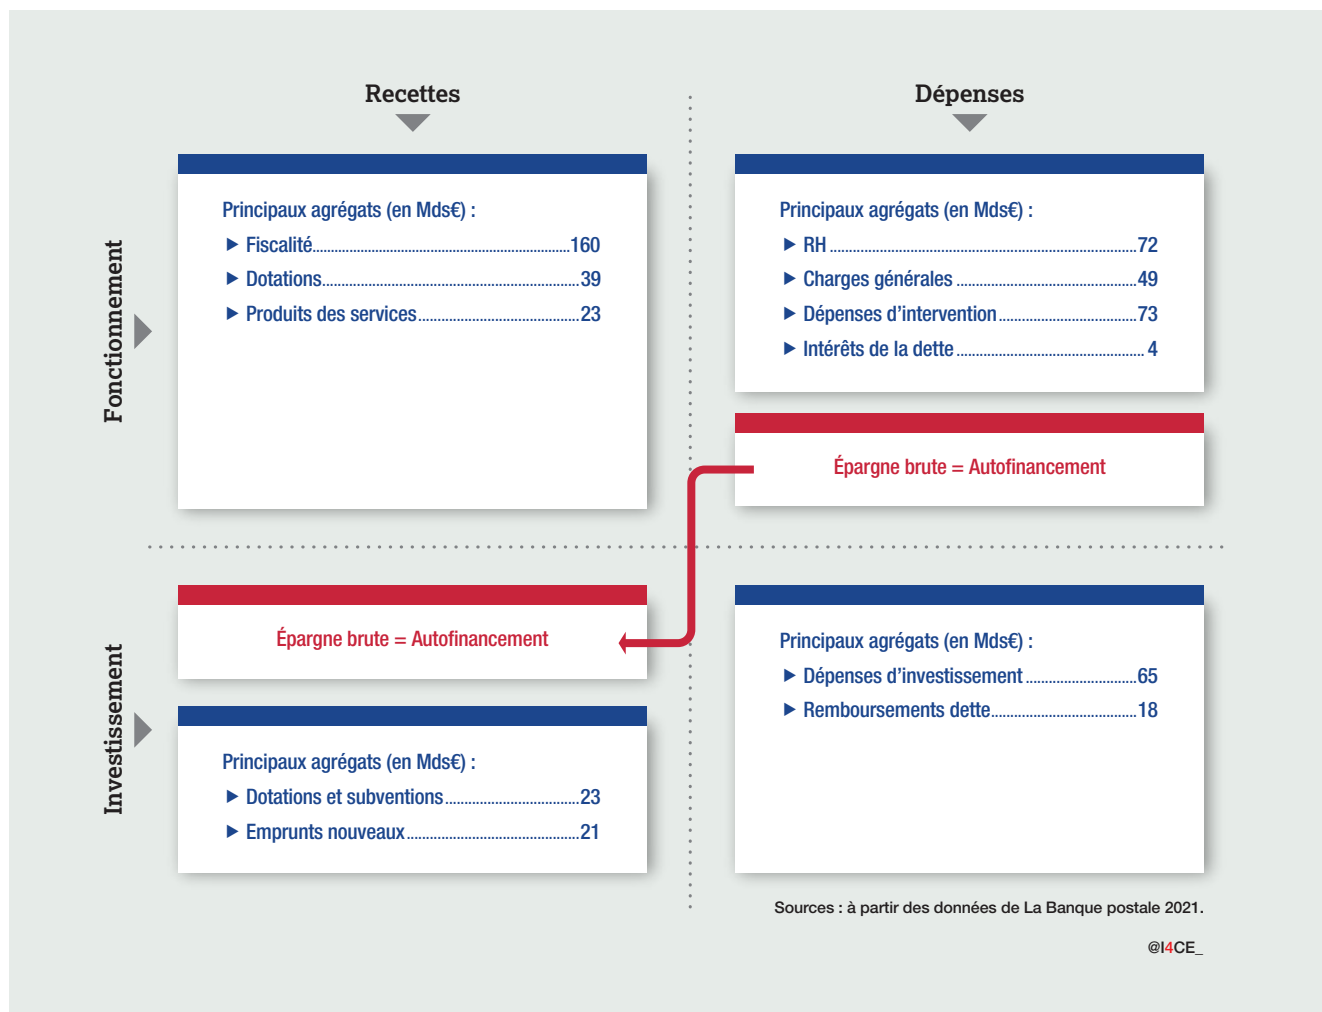 Recettes
Dépenses
Fonctionnement
Principaux agrégats (en Mds€) :
Fiscalité 160
Dotations 39
Produits des services 23
Principaux agrégats (en Mds€) :
RH 72
Charges générales 49
Dépenses d’intervention 73
Intérêts de la dette 4
Épargne brute = Autofinancement
Investissement
Épargne brute = Autofinancement
Principaux agrégats (en Mds€) :
Dotations et subventions 23
Emprunts nouveaux 21
Principaux agrégats (en Mds€) :
Dépenses d’investissement 65
Remboursements dette 18
Sources : à partir des données de La Banque postale 2021.
@I4CE_